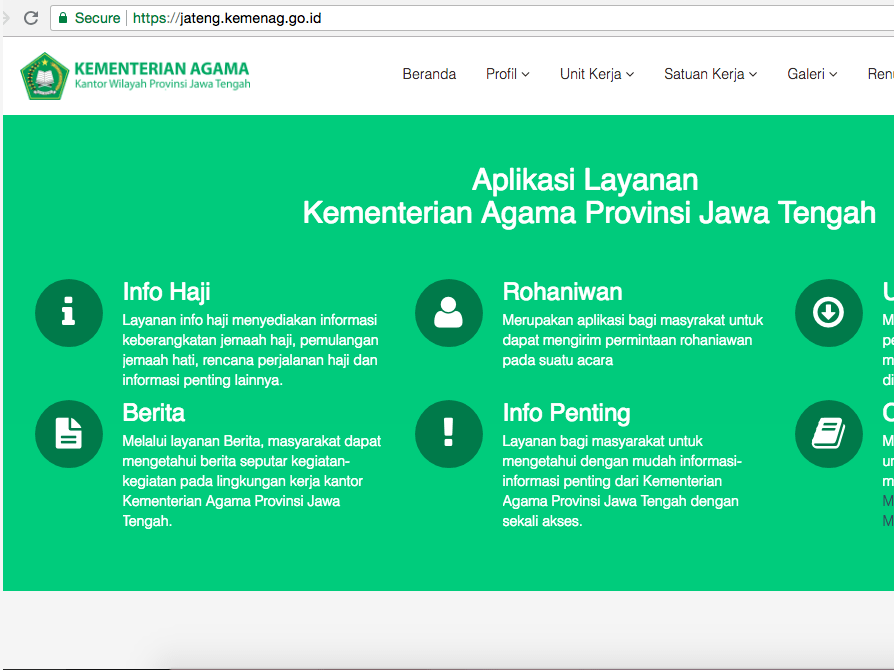 Secure https://jateng.kemenag.go.id
KEMENTERIAN AGAMA
Kantor Wilayah Provinsi Jawa Tengah
Beranda Profil Unit Kerja Satuan Kerja Galeri
Aplikasi Layanan
Kementerian Agama Provinsi Jawa Tengah
Info Haji
Layanan info haji menyediakan informasi
keberangkatan jemaah haji, pemulangan
jemaah hati, rencana perjalanan haji dan
informasi penting lainnya.
Rohaniwan
Merupakan aplikasi bagi masyrakat untuk
dapat mengirim permintaan rohaniawan
pada suatu acara
Berita
Melalui layanan Berita, masyarakat dapat
mengetahui berita seputar kegiatan-
kegiatan pada lingkungan kerja kantor
Kementerian Agama Provinsi Jawa
Tengah.
Info Penting
Layanan bagi masyarakat untuk
mengetahui dengan mudah informasi-
informasi penting dari Kementerian
Agama Provinsi Jawa Tengah dengan
sekali akses.